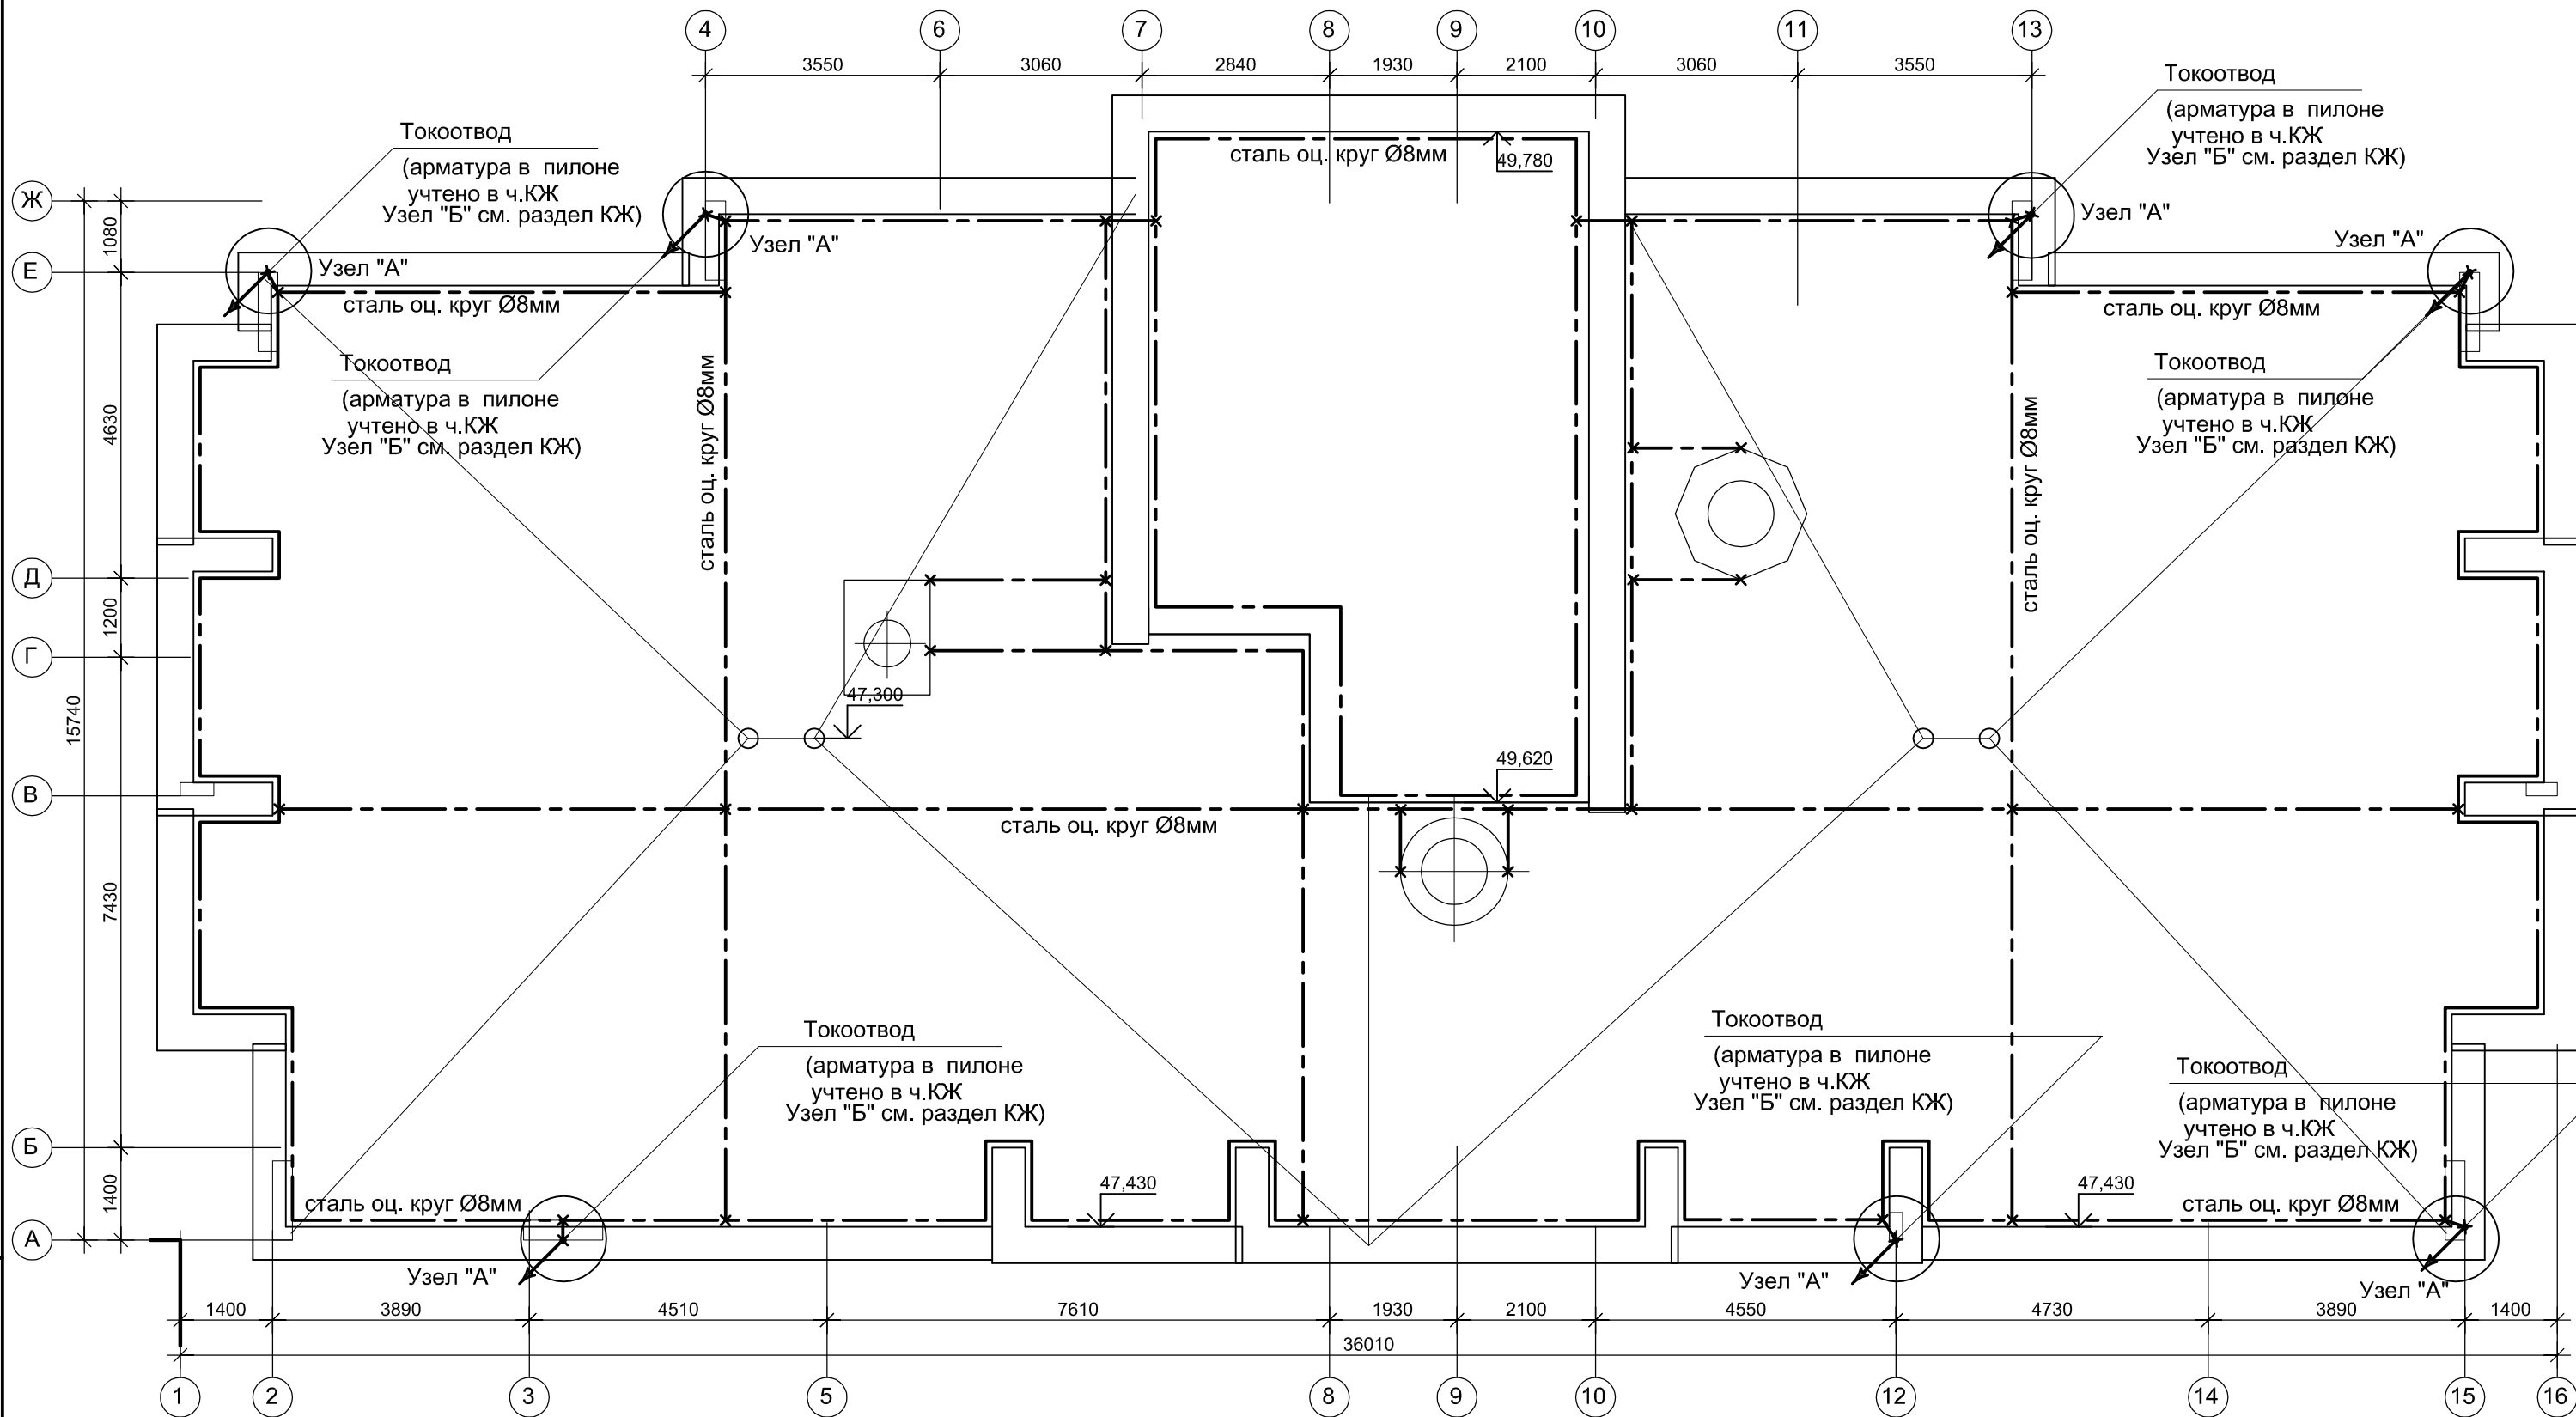 4
6
7
8
9
10
11
13
3550
3060
2840
1930
2100
3060
3550
Токоотвод
(арматура в пилоне
учтено в ч.КЖ
Узел "Б" см. раздел КЖ)
Токоотвод
(арматура в пилоне
учтено в ч.КЖ
Узел "Б" см. раздел КЖ)
сталь оц. круг Ø8мм
49,780
Ж
Е
Д
Г
В
Б
А
1080
4630
1200
7430
1400
15740
Узел "А"
Узел "А"
Узел "А"
Узел "А"
сталь оц. круг Ø8мм
сталь оц. круг Ø8мм
Токоотвод
(арматура в пилоне
учтено в ч.КЖ
Узел "Б" см. раздел КЖ)
сталь оц. круг Ø8мм
сталь оц. круг Ø8мм
Токоотвод
(арматура в пилоне
учтено в ч.КЖ
Узел "Б" см. раздел КЖ)
47,300
49,620
сталь оц. круг Ø8мм
Токоотвод
(арматура в пилоне
учтено в ч.КЖ
Узел "Б" см. раздел КЖ)
Токоотвод
(арматура в пилоне
учтено в ч.КЖ
Узел "Б" см. раздел КЖ)
Токоотвод
(арматура в пилоне
учтено в ч.КЖ
Узел "Б" см. раздел КЖ)
сталь оц. круг Ø8мм
47,430
47,430
сталь оц. круг Ø8мм
Узел "А"
Узел "А"
Узел "А"
1400
3890
4510
7610
1930
2100
4550
4730
3890
1400
36010
1
2
3
5
8
9
10
12
14
15
16